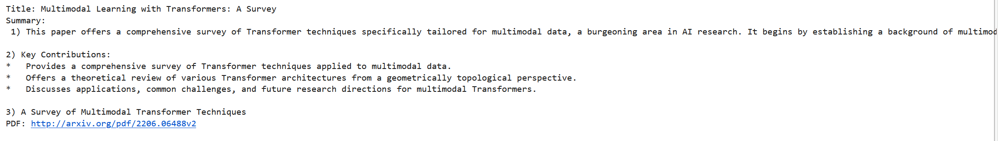 Title: Multimodal Learning with Transformers: A Survey
Summary:
1) This paper offers a comprehensive survey of Transformer techniques specifically tailored for multimodal data, a burgeoning area in AI research. It begins by establishing a background of multimod
2) Key Contributions:
*   Provides a comprehensive survey of Transformer techniques applied to multimodal data.
*   Offers a theoretical review of various Transformer architectures from a geometrically topological perspective.
*   Discusses applications, common challenges, and future research directions for multimodal Transformers.
3) A Survey of Multimodal Transformer Techniques
PDF: http://arxiv.org/pdf/2206.06488v2